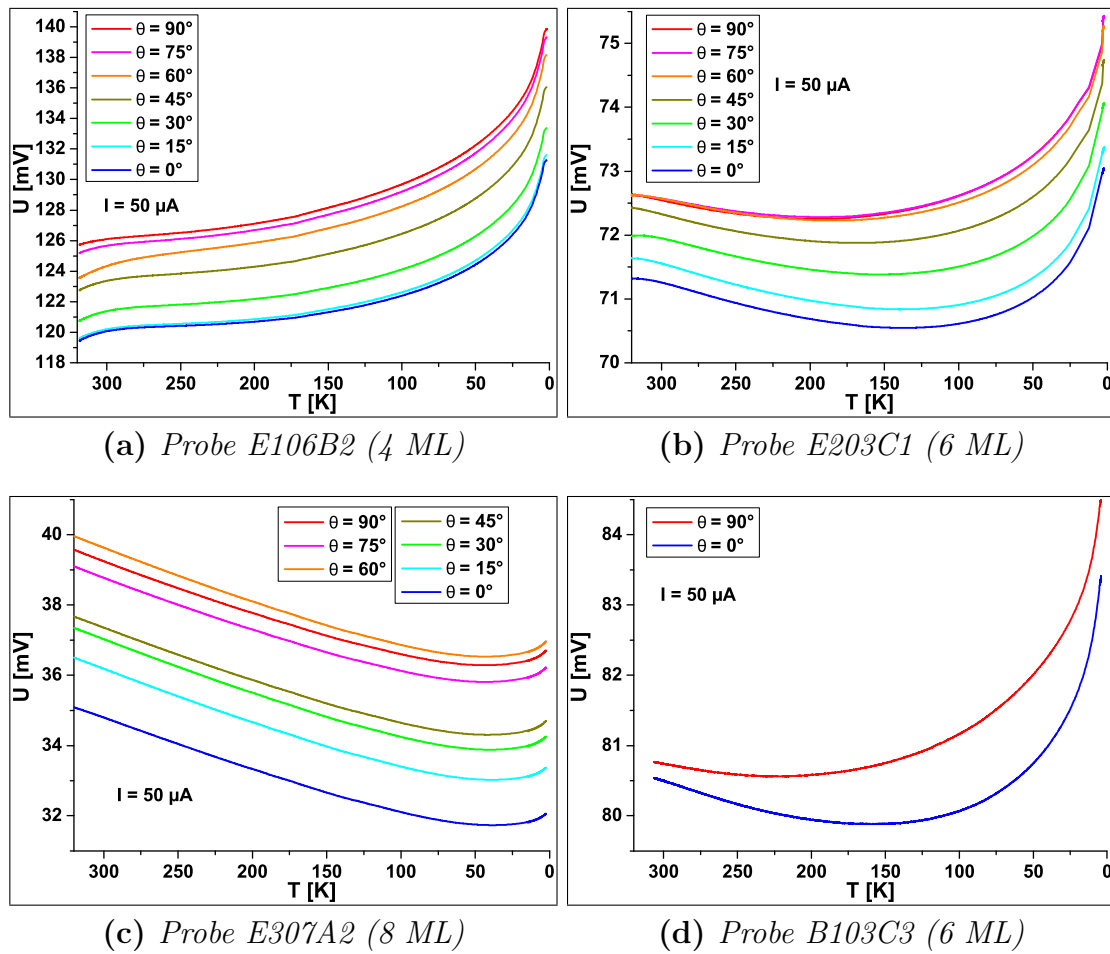 140
138
136
134
132
130
128
126
124
122
120
118
U [mV]
θ = 90°
θ = 75°
θ = 60°
θ = 45°
θ = 30°
θ = 15°
θ = 0°
I = 50 µA
300 250 200 150 100 50 0
T [K]
(a) Probe E106B2 (4 ML)
75
74
73
72
71
70
U [mV]
θ = 90°
θ = 75°
θ = 60°
θ = 45°
θ = 30°
θ = 15°
θ = 0°
I = 50 µA
300 250 200 150 100 50 0
T [K]
(b) Probe E203C1 (6 ML)
40
38
36
34
32
U [mV]
θ = 90°
θ = 75°
θ = 60°
θ = 45°
θ = 30°
θ = 15°
θ = 0°
I = 50 µA
300 250 200 150 100 50 0
T [K]
(c) Probe E307A2 (8 ML)
84
83
82
81
80
U [mV]
θ = 90°
θ = 0°
I = 50 µA
300 250 200 150 100 50 0
T [K]
(d) Probe B103C3 (6 ML)